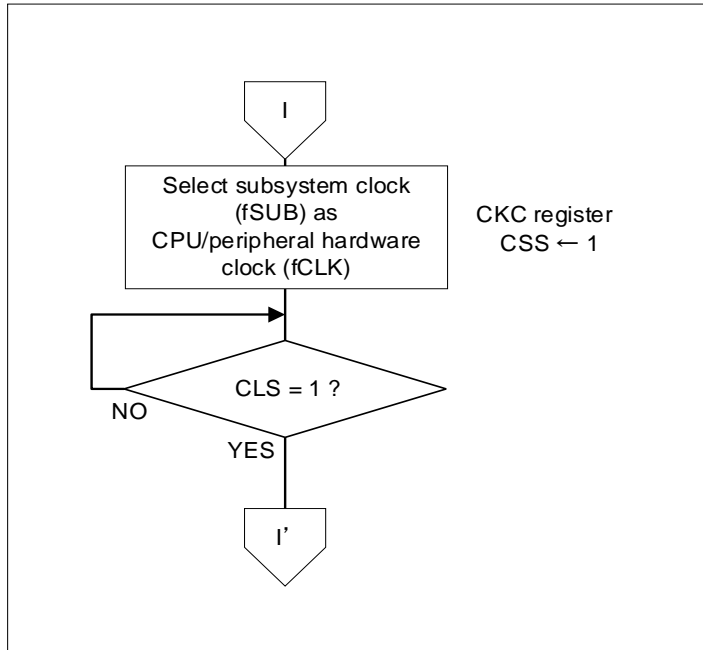 I
Select subsystem clock
(fSUB) as
CPU/peripheral hardware
clock (fCLK)
CKC register
CSS ← 1
CLS = 1 ?
NO
YES
I’